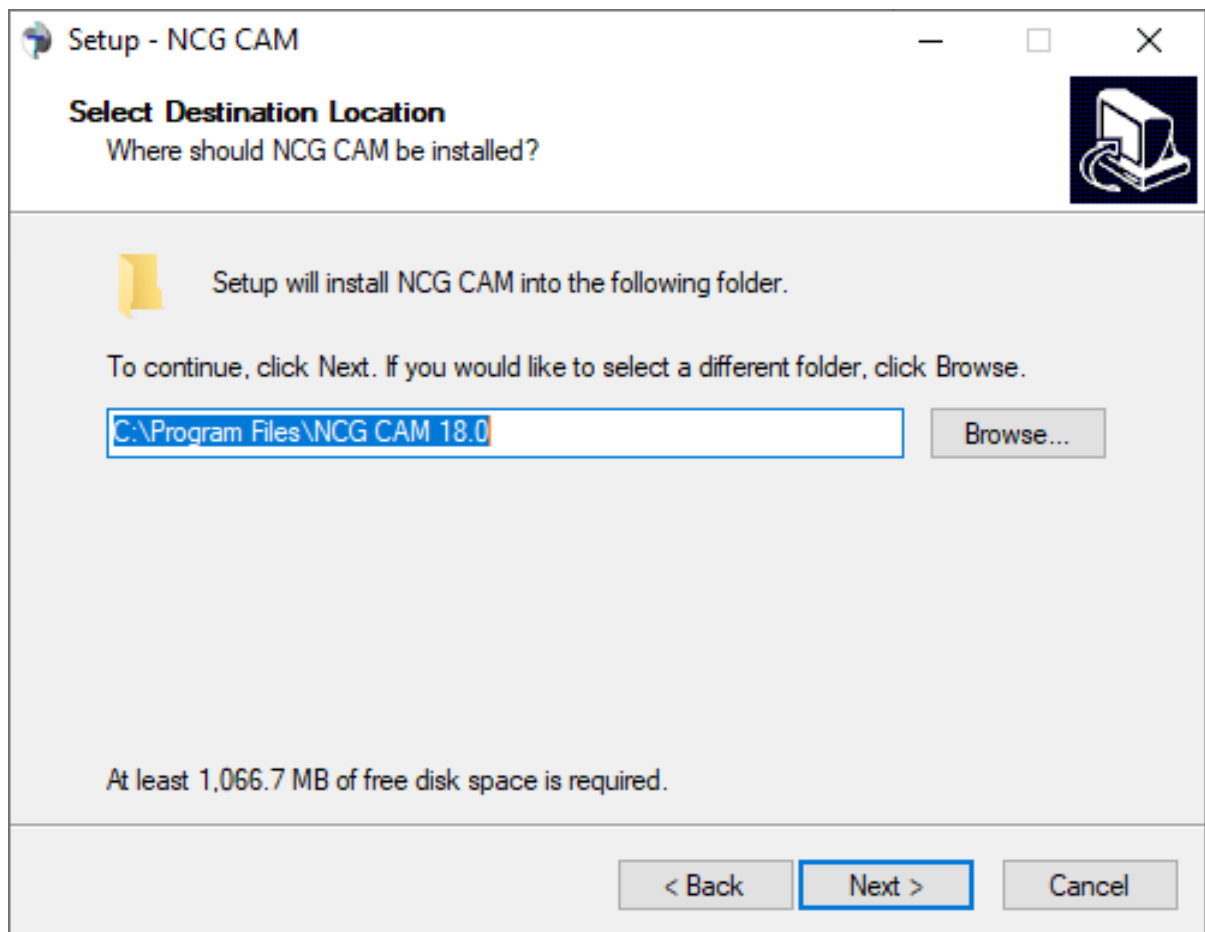 Setup - NCG CAM
Select Destination Location
Where should NCG CAM be installed?
Setup will install NCG CAM into the following folder.
To continue, click Next. If you would like to select a different folder, click Browse.
C:\Program Files\NCG CAM 18.0
Browse...
At least 1,066.7 MB of free disk space is required.
< Back
Next >
Cancel